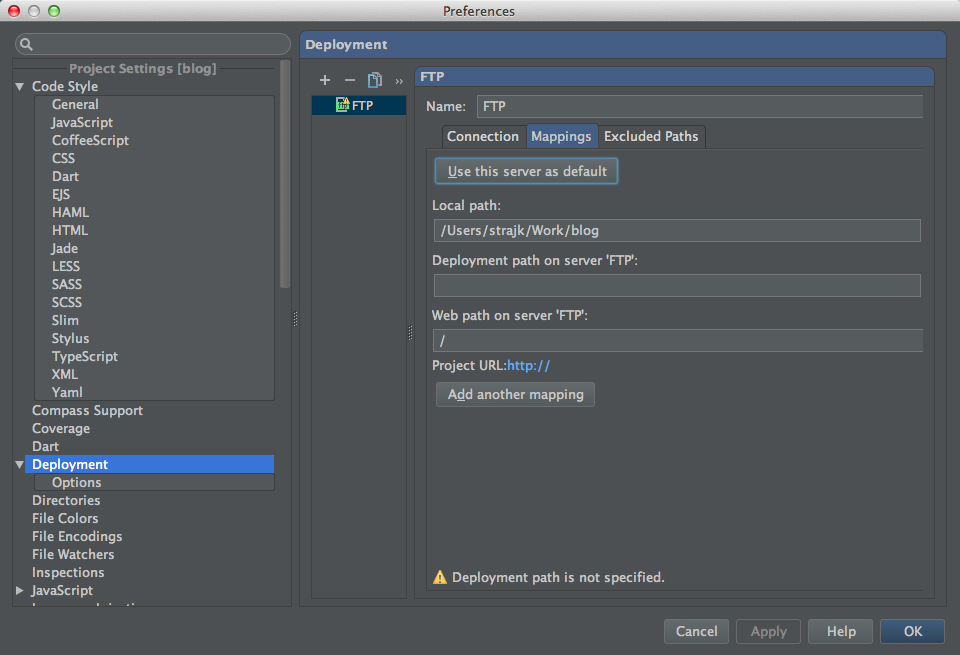 Preferences
Project Settings [blog]
Code Style
General
JavaScript
CoffeeScript
CSS
Dart
EJS
HAML
HTML
Jade
LESS
SASS
SCSS
Slim
Stylus
TypeScript
XML
Yaml
Compass Support
Coverage
Dart
Deployment
Options
Directories
File Colors
File Encodings
File Watchers
Inspections
JavaScript
Deployment
FTP
FTP
Name: FTP
Connection Mappings Excluded Paths
Use this server as default
Local path:
/Users/strajk/Work/blog
Deployment path on server 'FTP':
Web path on server 'FTP':
/
Project URL:http://
Add another mapping
Deployment path is not specified.
Cancel Apply Help OK